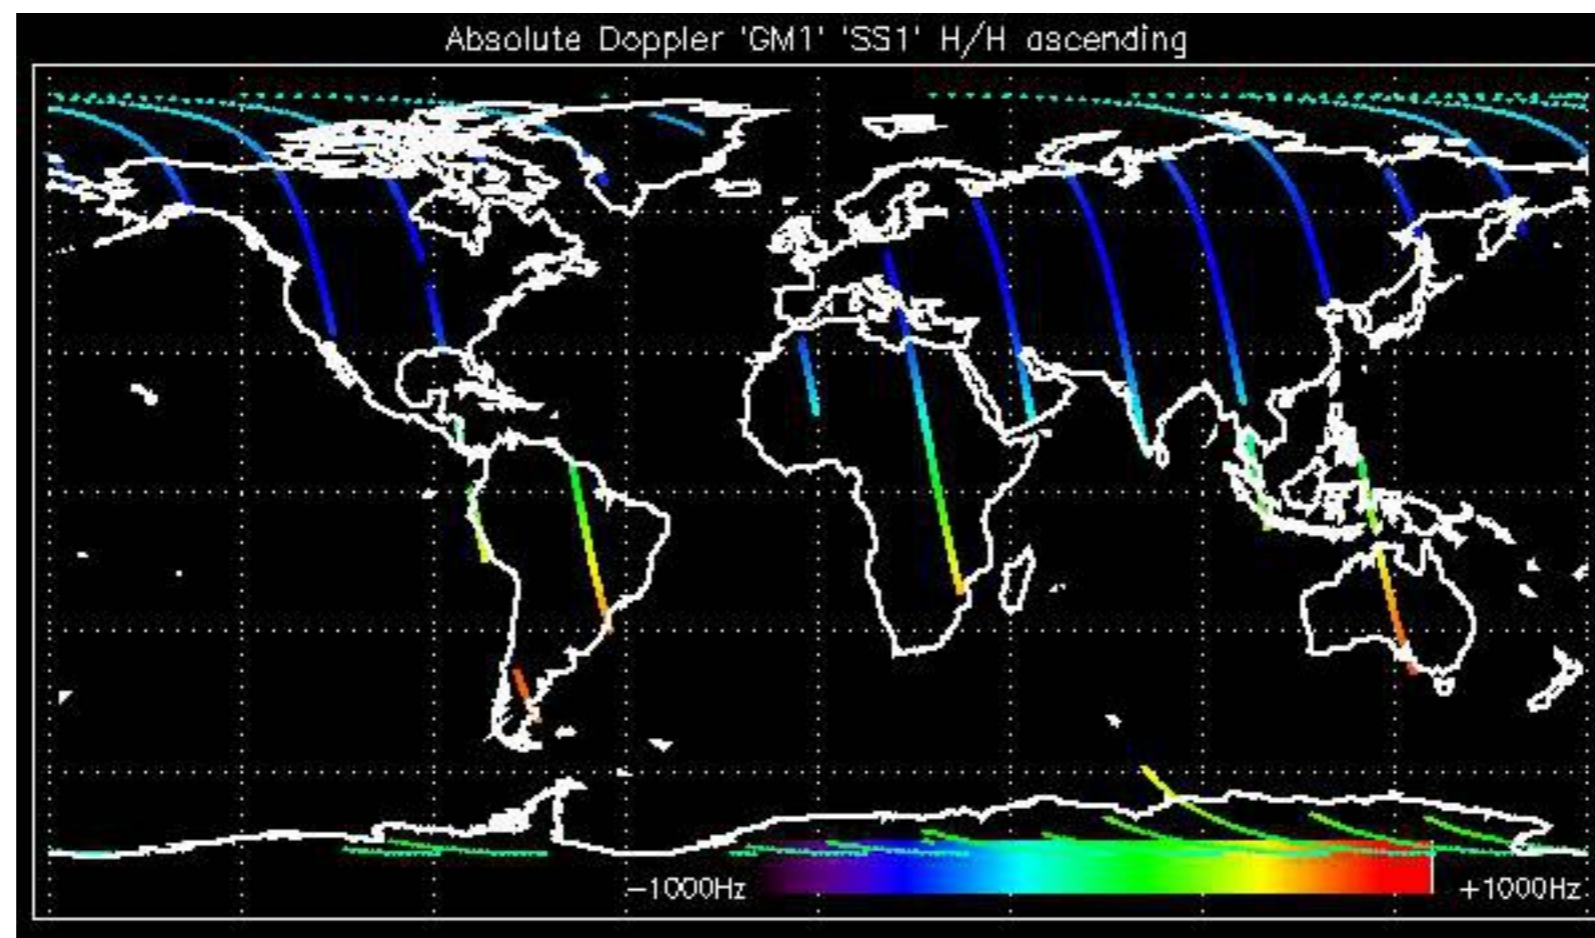 Absolute Doppler 'GM1' 'SS1' H/H ascending
−1000Hz
+1000Hz